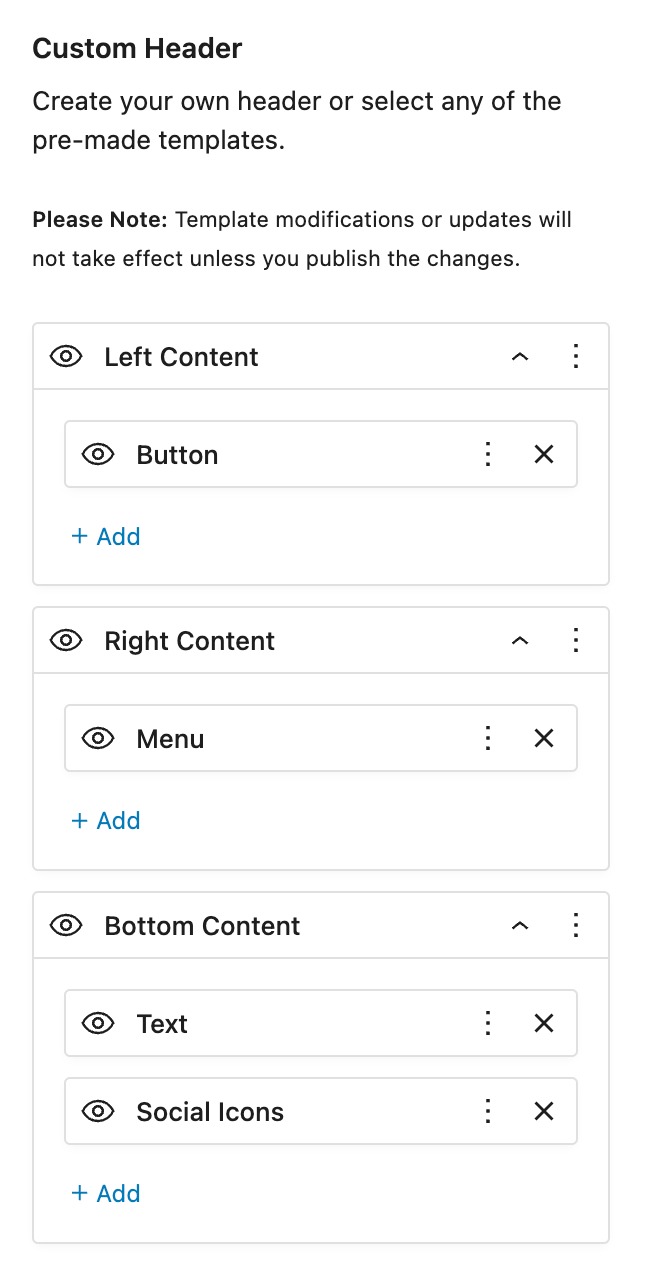 Custom Header
Create your own header or select any of the
pre-made templates.
Please Note: Template modifications or updates will
not take effect unless you publish the changes.
Left Content
Button
+ Add
Right Content
Menu
+ Add
Bottom Content
Text
Social Icons
+ Add